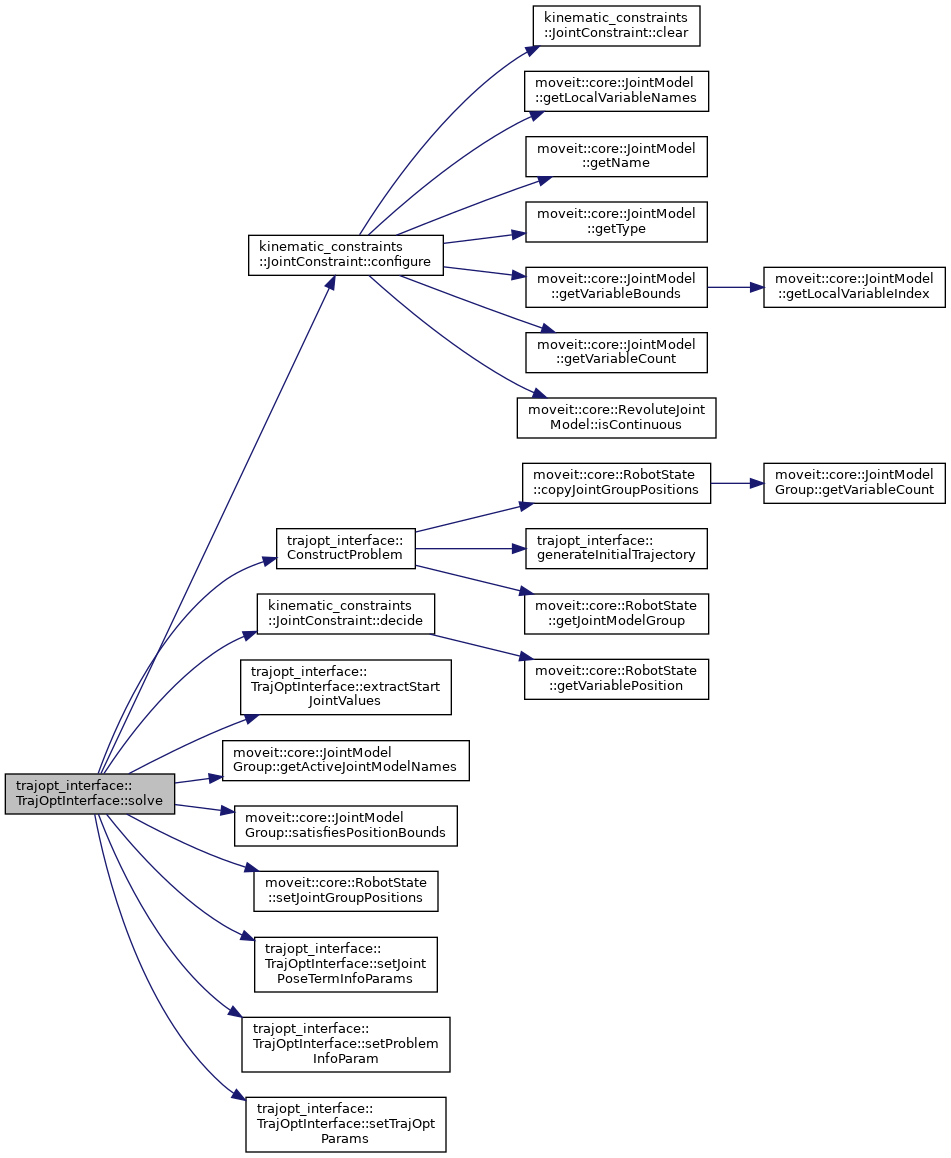 kinematic_constraints
::JointConstraint::clear
moveit::core::JointModel
::getLocalVariableNames
moveit::core::JointModel
::getName
moveit::core::JointModel
::getType
kinematic_constraints
::JointConstraint::configure
moveit::core::JointModel
::getVariableBounds
moveit::core::JointModel
::getLocalVariableIndex
moveit::core::JointModel
::getVariableCount
moveit::core::RevoluteJoint
Model::isContinuous
moveit::core::RobotState
::copyJointGroupPositions
moveit::core::JointModel
Group::getVariableCount
trajopt_interface::
ConstructProblem
trajopt_interface::
generateInitialTrajectory
moveit::core::RobotState
::getJointModelGroup
kinematic_constraints
::JointConstraint::decide
moveit::core::RobotState
::getVariablePosition
trajopt_interface::
TrajOptInterface::extractStart
JointValues
moveit::core::JointModel
Group::getActiveJointModelNames
trajopt_interface::
TrajOptInterface::solve
moveit::core::JointModel
Group::satisfiesPositionBounds
moveit::core::RobotState
::setJointGroupPositions
trajopt_interface::
TrajOptInterface::setJoint
PoseTermInfoParams
trajopt_interface::
TrajOptInterface::setProblem
InfoParam
trajopt_interface::
TrajOptInterface::setTrajOpt
Params